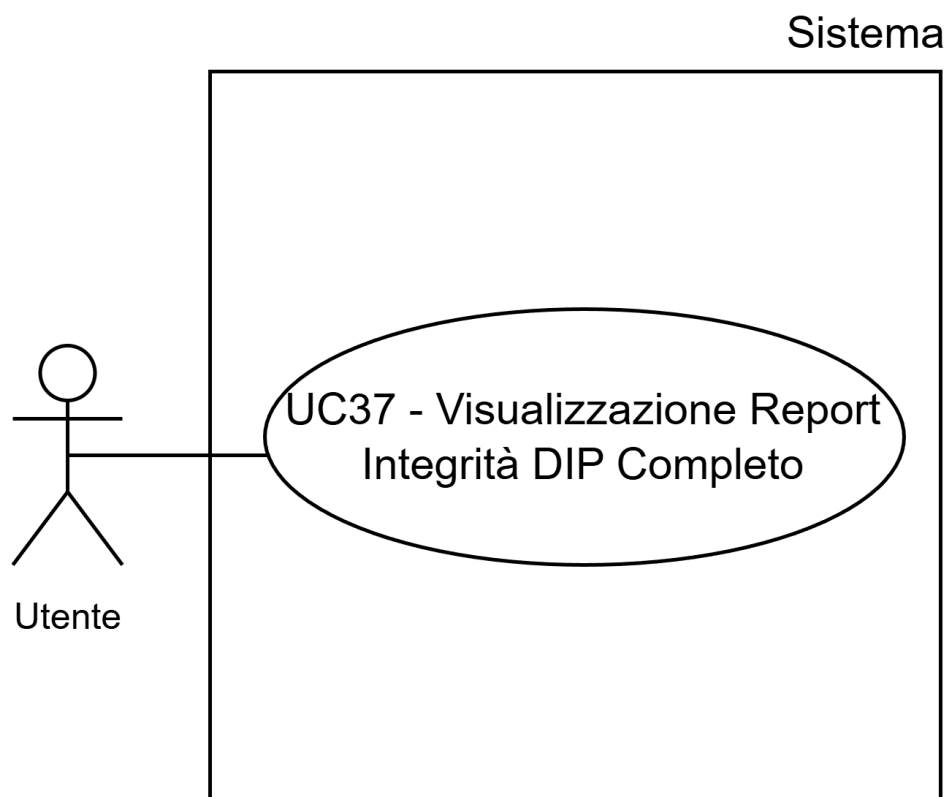 Sistema
UC37 - Visualizzazione Report
Integrità DIP Completo
Utente